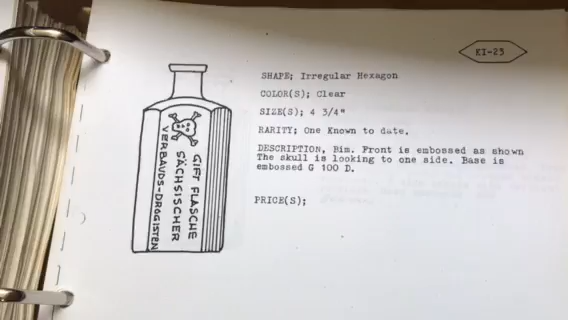 KI-25
SHAPE; Irregular Hexagon
COLOR(S); Clear
SIZE(S); 4 3/4"
RARITY; One Known to date.
DESCRIPTION, Bim. Front is embossed as shown
The skull is looking to one side. Base is
embossed G 100 D.
PRICE(S);
GIFT FLASCHE
SÄCHSISCHER
VERBAUDS-DROGISTEN